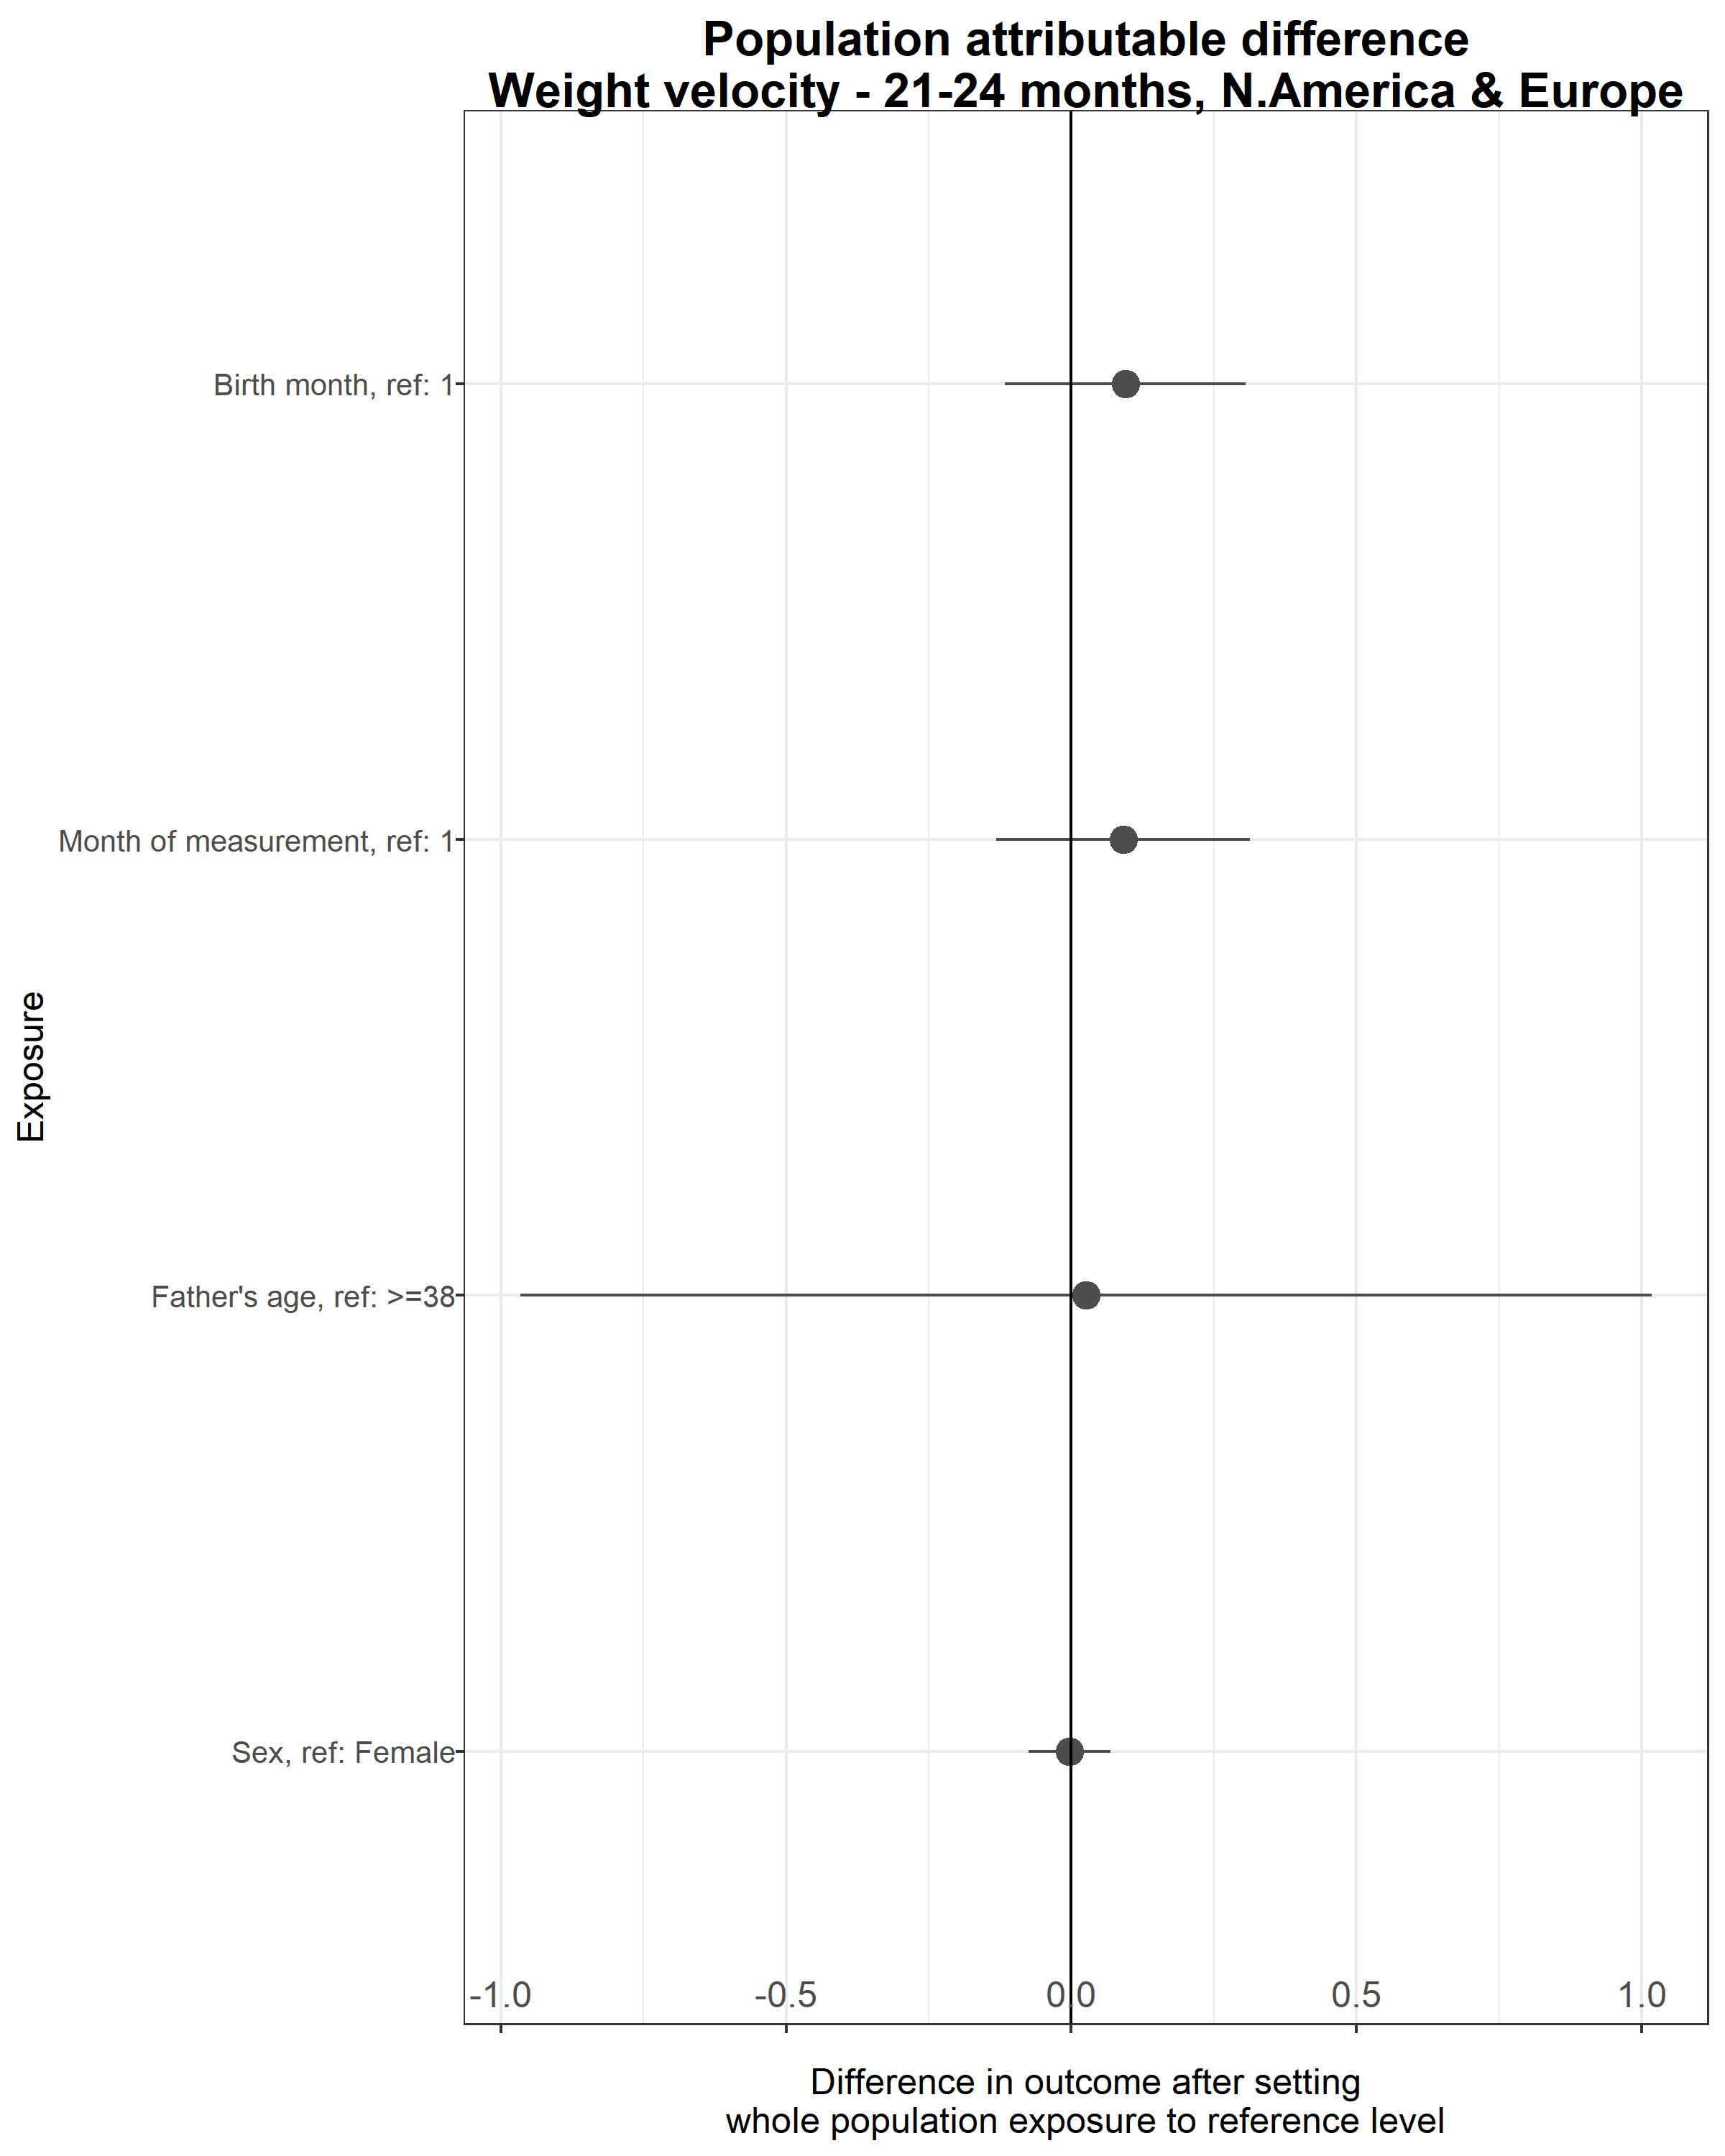 Population attributable difference
Weight velocity - 21-24 months, N.America & Europe
Birth month, ref: 1
Month of measurement, ref: 1
Father's age, ref: >=38
Sex, ref: Female
Exposure
-1.0 -0.5 0.0 0.5 1.0
Difference in outcome after setting
whole population exposure to reference level